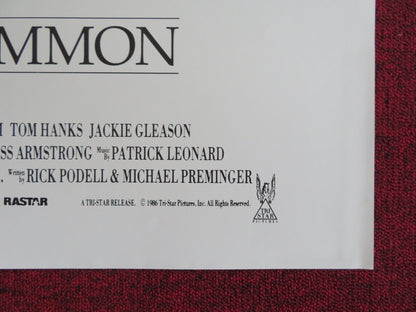 MMON
TOM HANKS JACKIE GLEASON
SS ARMSTRONG Music By PATRICK LEONARD
Written by RICK PODELL & MICHAEL PREMINGER
RASTAR A TRI-STAR RELEASE. © 1986 Tri-Star Pictures, Inc. All Rights Reserved.
TRI
STAR
PICTURES